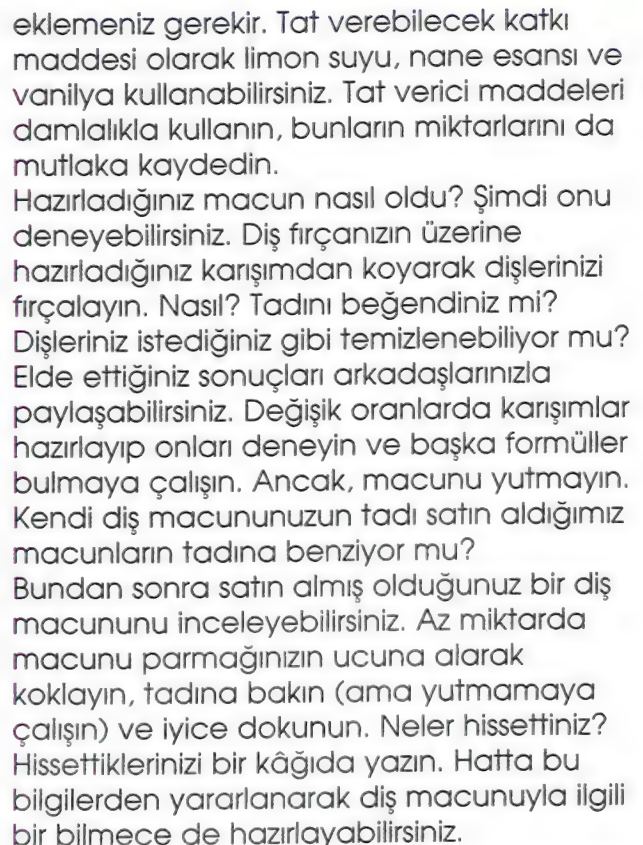 eklemeniz gerekir. Tat verebilecek katkı
maddesi olarak limon suyu, nane esansı ve
vanilya kullanabilirsiniz. Tat verici maddeleri
damlalıkla kullanın, bunların miktarlarını da
mutlaka kaydedin.
Hazırladığınız macun nasıl oldu? Şimdi onu
deneyebilirsiniz. Diş fırçanızın üzerine
hazırladığınız karışımdan koyarak dişlerinizi
fırçalayın. Nasıl? Tadını beğendiniz mi?
Dişleriniz istediğiniz gibi temizlenebiliyor mu?
Elde ettiğiniz sonuçları arkadaşlarınızla
paylaşabilirsiniz. Değişik oranlarda karışımlar
hazırlayıp onları deneyin ve başka formüller
bulmaya çalışın. Ancak, macunu yutmayın.
Kendi diş macununuzun tadı satın aldığımız
macunların tadına benziyor mu?
Bundan sonra satın almış olduğunuz bir diş
macununu inceleyebilirsiniz. Az miktarda
macunu parmağınızın ucuna alarak
koklayın, tadına bakın (ama yutmamaya
çalışın) ve iyice dokunun. Neler hissettiniz?
Hissettiklerinizi bir kâğıda yazın. Hatta bu
bilgilerden yararlanarak diş macunuyla ilgili
bir bilmece de hazırlayabilirsiniz.